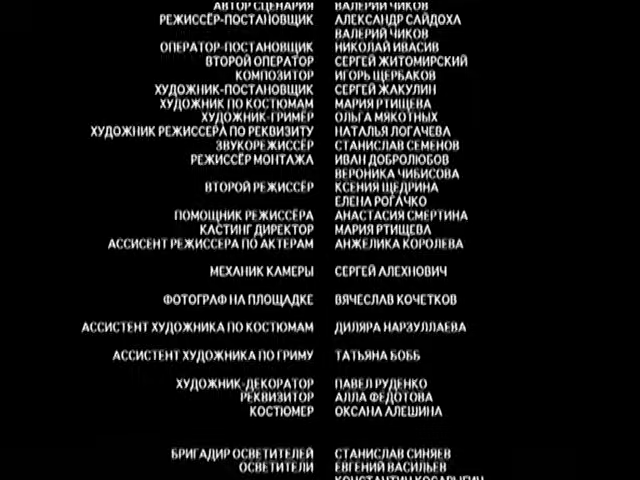 АВТОР СЦЕНАРИЯ ВАЛЕРИЙ ЧИКОВ
РЕЖИССЁР-ПОСТАНОВЩИК АЛЕКСАНДР САЙДОХА
ВАЛЕРИЙ ЧИКОВ
ОПЕРАТОР-ПОСТАНОВЩИК НИКОЛАЙ ИВАСИВ
ВТОРОЙ ОПЕРАТОР СЕРГЕЙ ЖИТОМИРСКИЙ
КОМПОЗИТОР ИГОРЬ ЩЕРБАКОВ
ХУДОЖНИК-ПОСТАНОВЩИК СЕРГЕЙ ЖАКУЛИН
ХУДОЖНИК ПО КОСТЮМАМ МАРИЯ РТИЩЕВА
ХУДОЖНИК-ГРИМЁР ОЛЬГА МЯКОТНЫХ
ХУДОЖНИК РЕЖИССЕРА ПО РЕКВИЗИТУ НАТАЛЬЯ ЛОГАЧЕВА
ЗВУКОРЕЖИССЁР СТАНИСЛАВ СЕМЕНОВ
РЕЖИССЁР МОНТАЖА ИВАН ДОБРОЛЮБОВ
ВЕРОНИКА ЧИБИСОВА
ВТОРОЙ РЕЖИССЁР КСЕНИЯ ЩЕДРИНА
ЕЛЕНА РОГАЧКО
ПОМОЩНИК РЕЖИССЁРА АНАСТАСИЯ СМЕРТИНА
КАСТИНГ ДИРЕКТОР МАРИЯ РТИЩЕВА
АССИСЕНТ РЕЖИССЕРА ПО АКТЕРАМ АНЖЕЛИКА КОРОЛЕВА
МЕХАНИК КАМЕРЫ СЕРГЕЙ АЛЕХНОВИЧ
ФОТОГРАФ НА ПЛОЩАДКЕ ВЯЧЕСЛАВ КОЧЕТКОВ
АССИСТЕНТ ХУДОЖНИКА ПО КОСТЮМАМ ДИЛЯРА НАРЗУЛЛАЕВА
АССИСТЕНТ ХУДОЖНИКА ПО ГРИМУ ТАТЬЯНА БОББ
ХУДОЖНИК-ДЕКОРАТОР ПАВЕЛ РУДЕНКО
РЕКВИЗИТОР АЛЛА ФЕДОТОВА
КОСТЮМЕР ОКСАНА АЛЕШИНА
БРИГАДИР ОСВЕТИТЕЛЕЙ СТАНИСЛАВ СИНЯЕВ
ОСВЕТИТЕЛИ ЕВГЕНИЙ ВАСИЛЬЕВ
КОНСТАНТИН